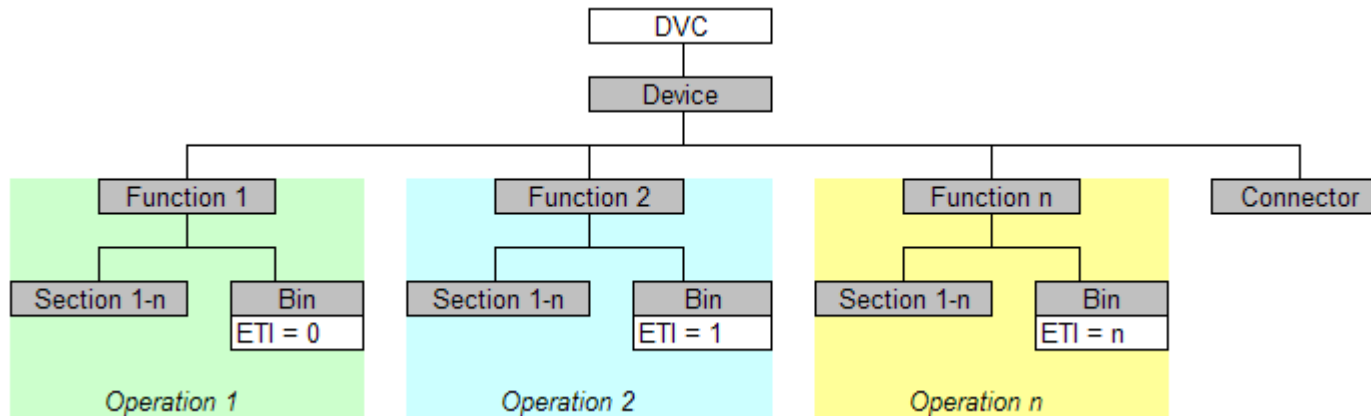 DVC
Device
Function 1
Function 2
Function n
Connector
Section 1-n
Bin
Section 1-n
Bin
Section 1-n
Bin
ETI = 0
ETI = 1
ETI = n
Operation 1
Operation 2
Operation n